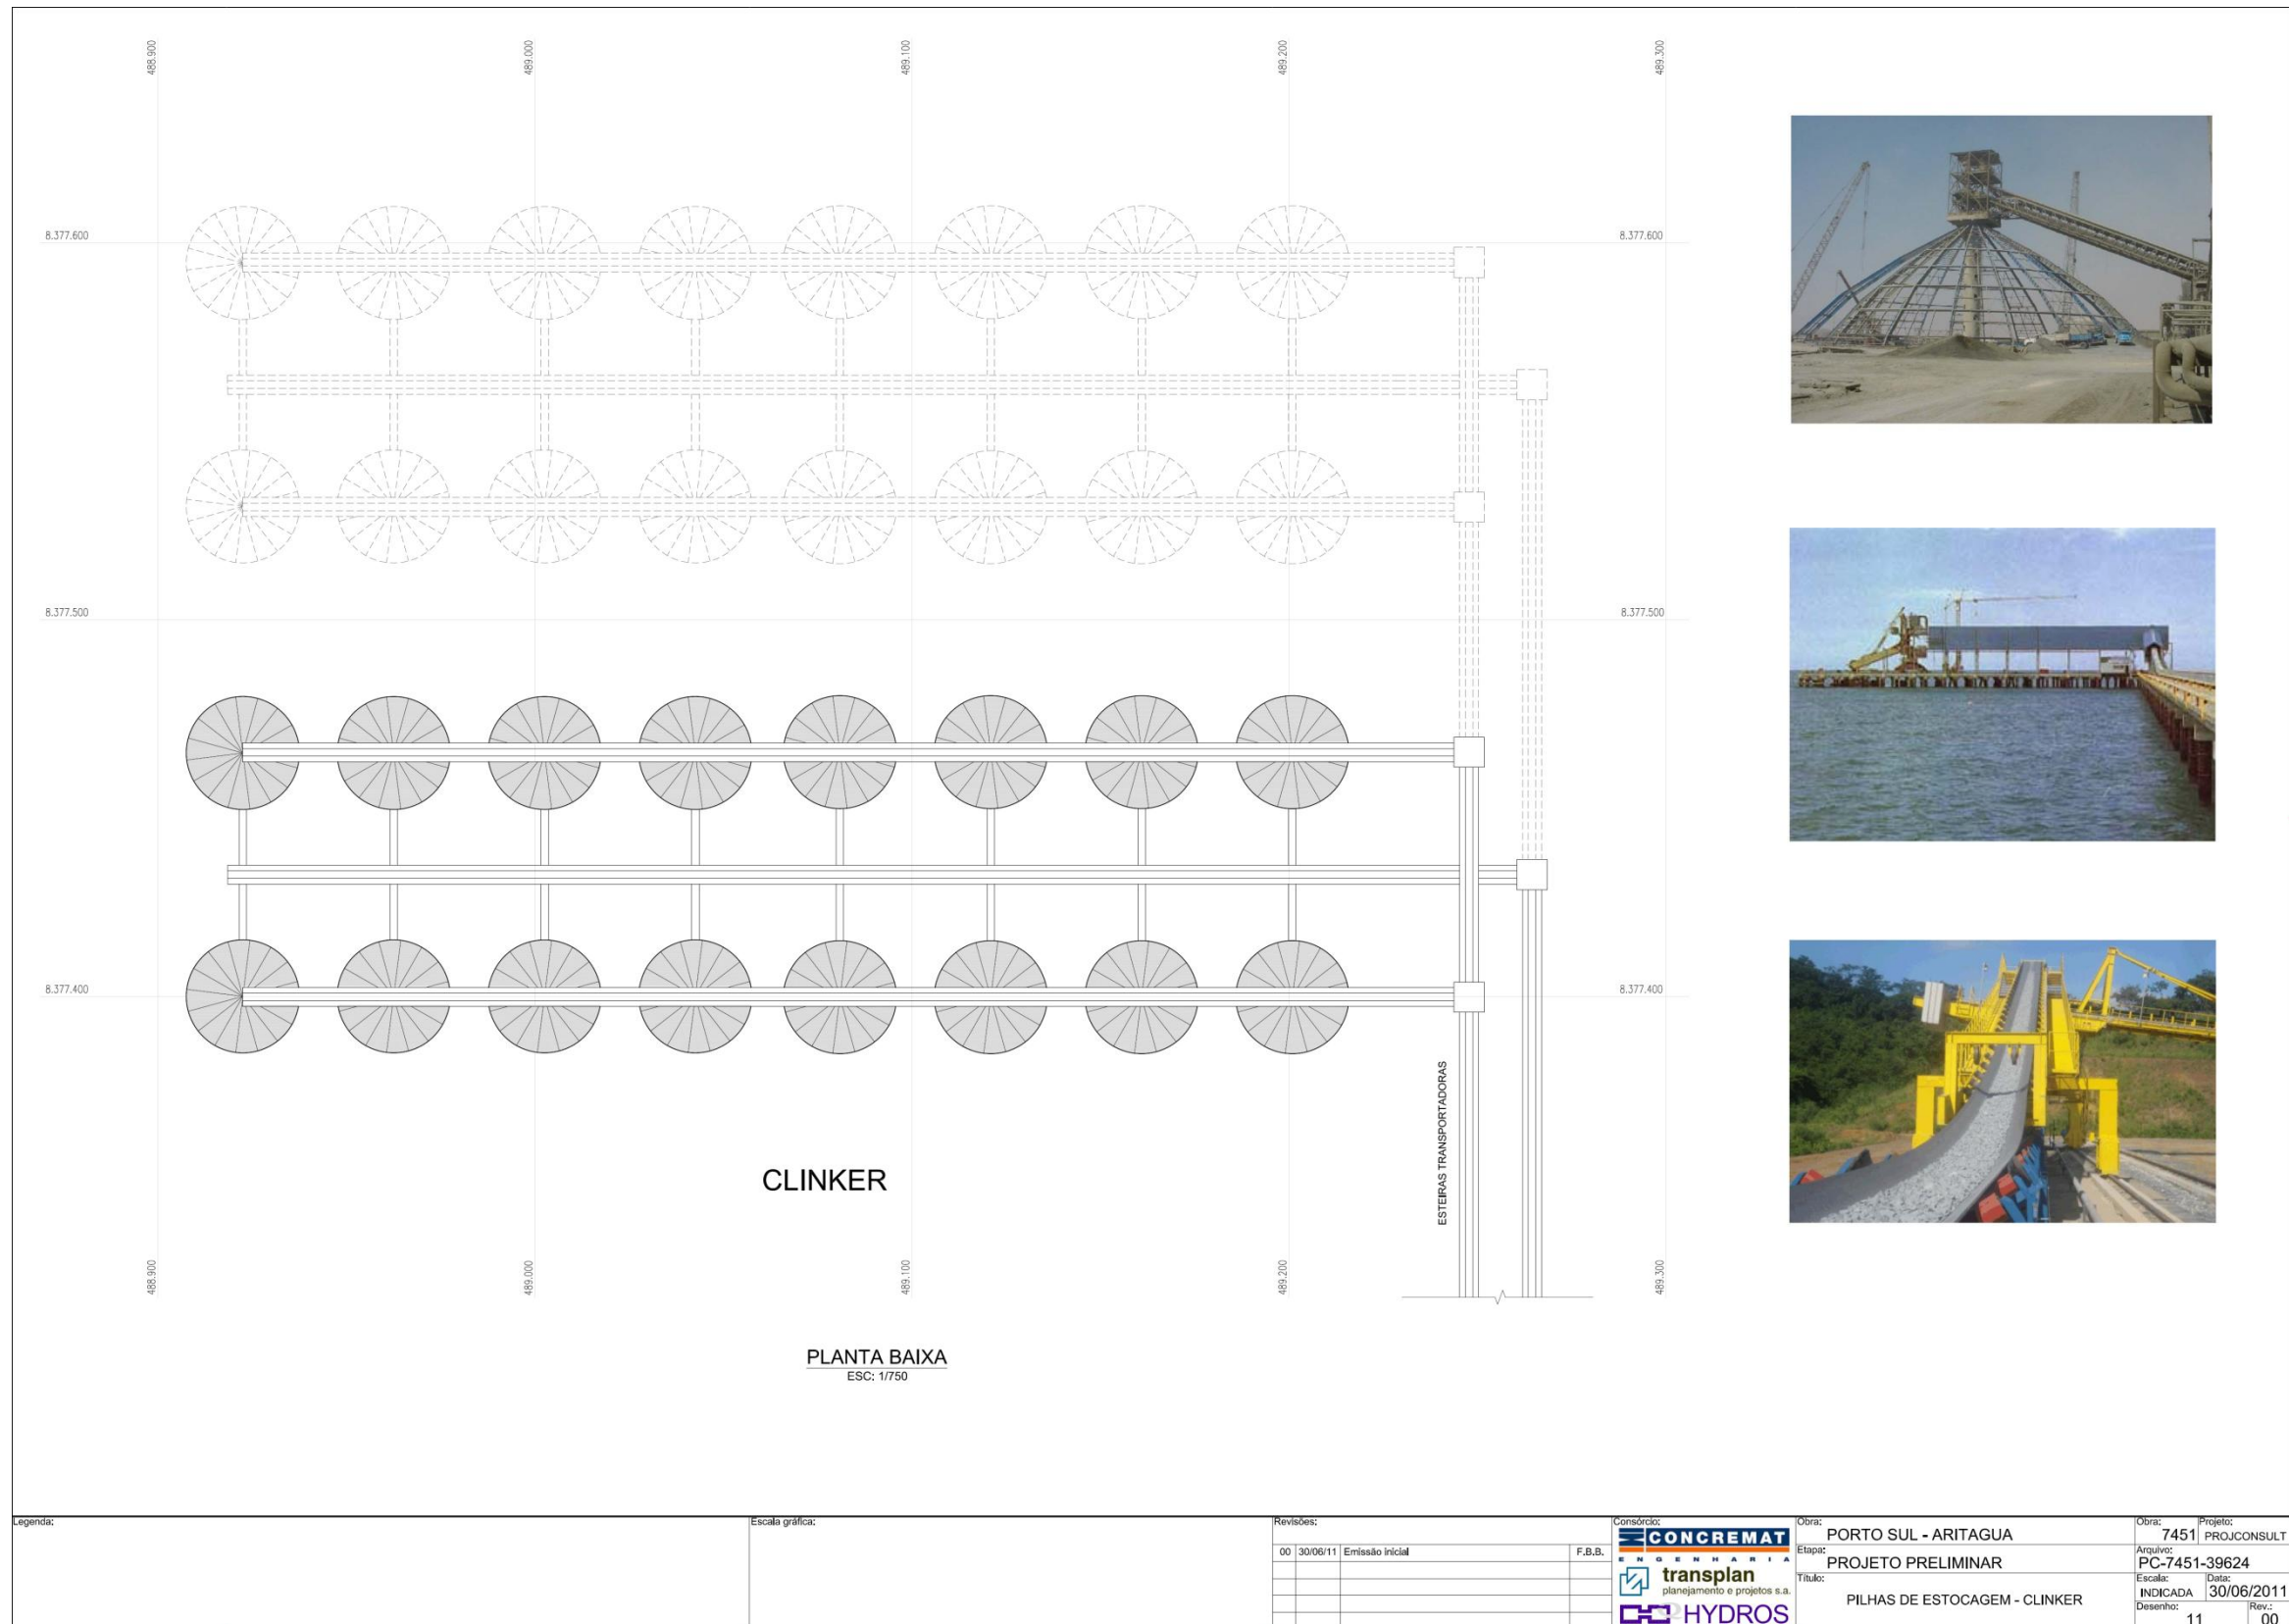 488.900
489.000
489.100
489.200
489.300
8.377.600
8.377.600
8.377.500
8.377.500
8.377.400
8.377.400
ESTEIRAS TRANSPORTADORAS
CLINKER
488.900
489.000
489.100
489.200
489.300
PLANTA BAIXA
ESC: 1/750
Legenda:
Escala gráfica:
Revisões:
00 30/06/11 Emissão inicial F.B.B.
Consórcio:
CONCREMAT
ENGENHARIA
transplan
planejamento e projetos s.a.
HYDROS
Obra:
PORTO SUL - ARITAGUA
Etapa:
PROJETO PRELIMINAR
Título:
PILHAS DE ESTOCAGEM - CLINKER
Obra:
7451
Projeto:
PROJCONSULT
Arquivo:
PC-7451-39624
Escala:
INDICADA
Data:
30/06/2011
Desenho:
11
Rev.:
00